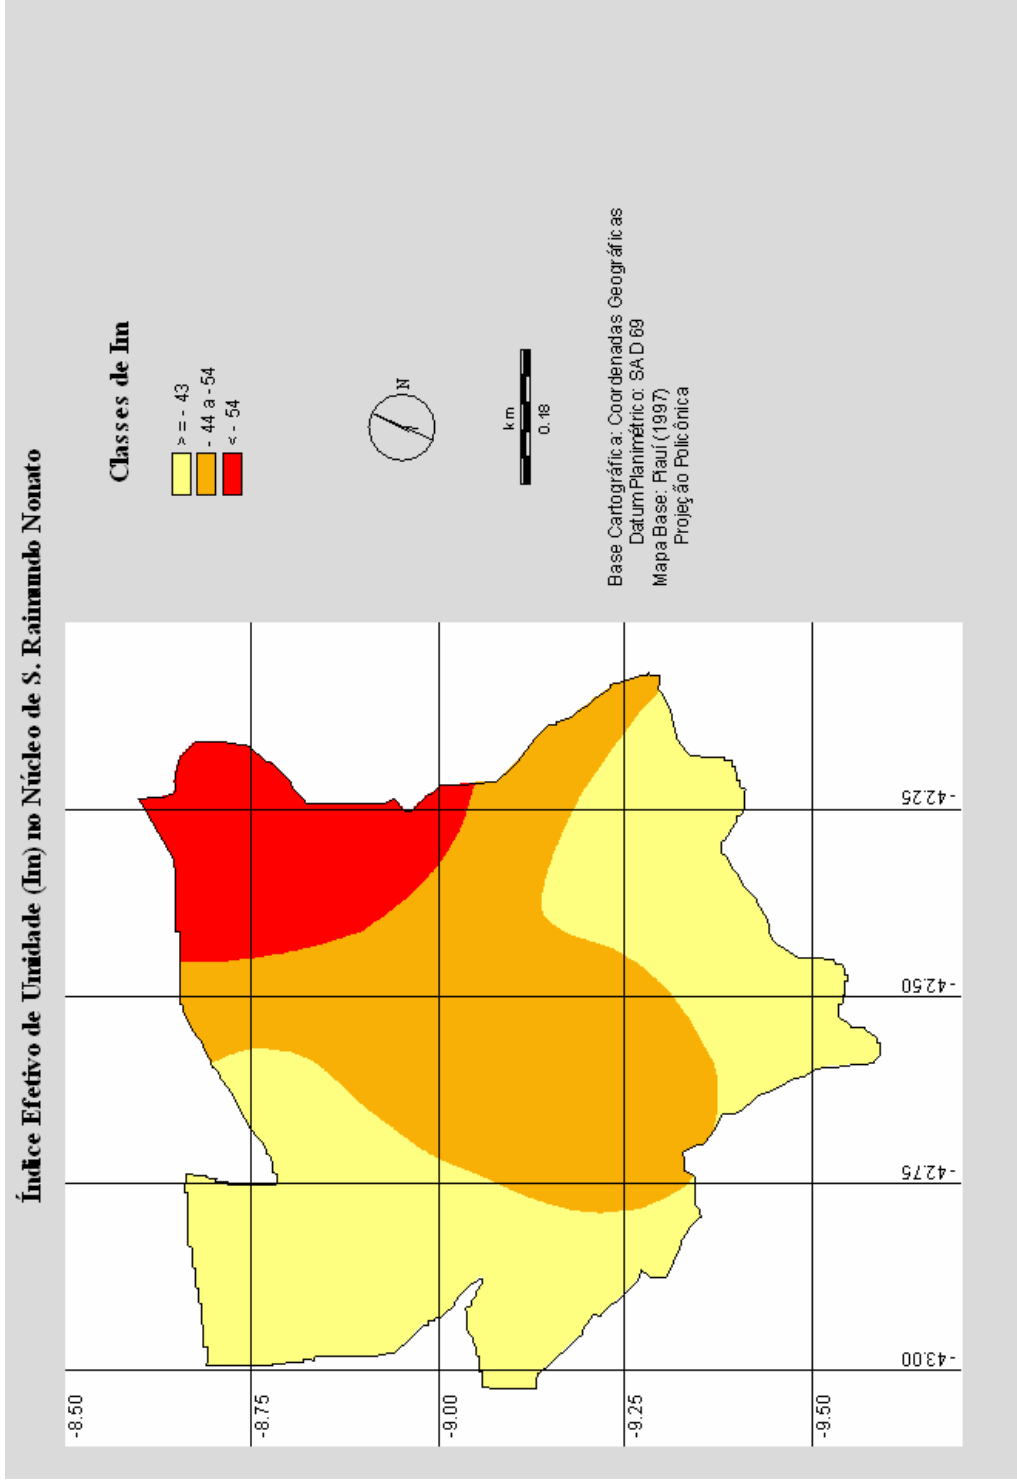 Índice Efetivo de Umidade (Im) no Núcleo de S. Raimundo Nonato
Classes de Im
> = - 43
- 44 a - 54
< - 54
N
km
0.18
Base Cartográfica: Coordenadas Geográficas
Datum Planimétrico: SAD 69
Mapa Base: Piauí (1997)
Projeção Policônica
-8.50
-8.75
-9.00
-9.25
-9.50
-43.00
-42.75
-42.50
-42.25